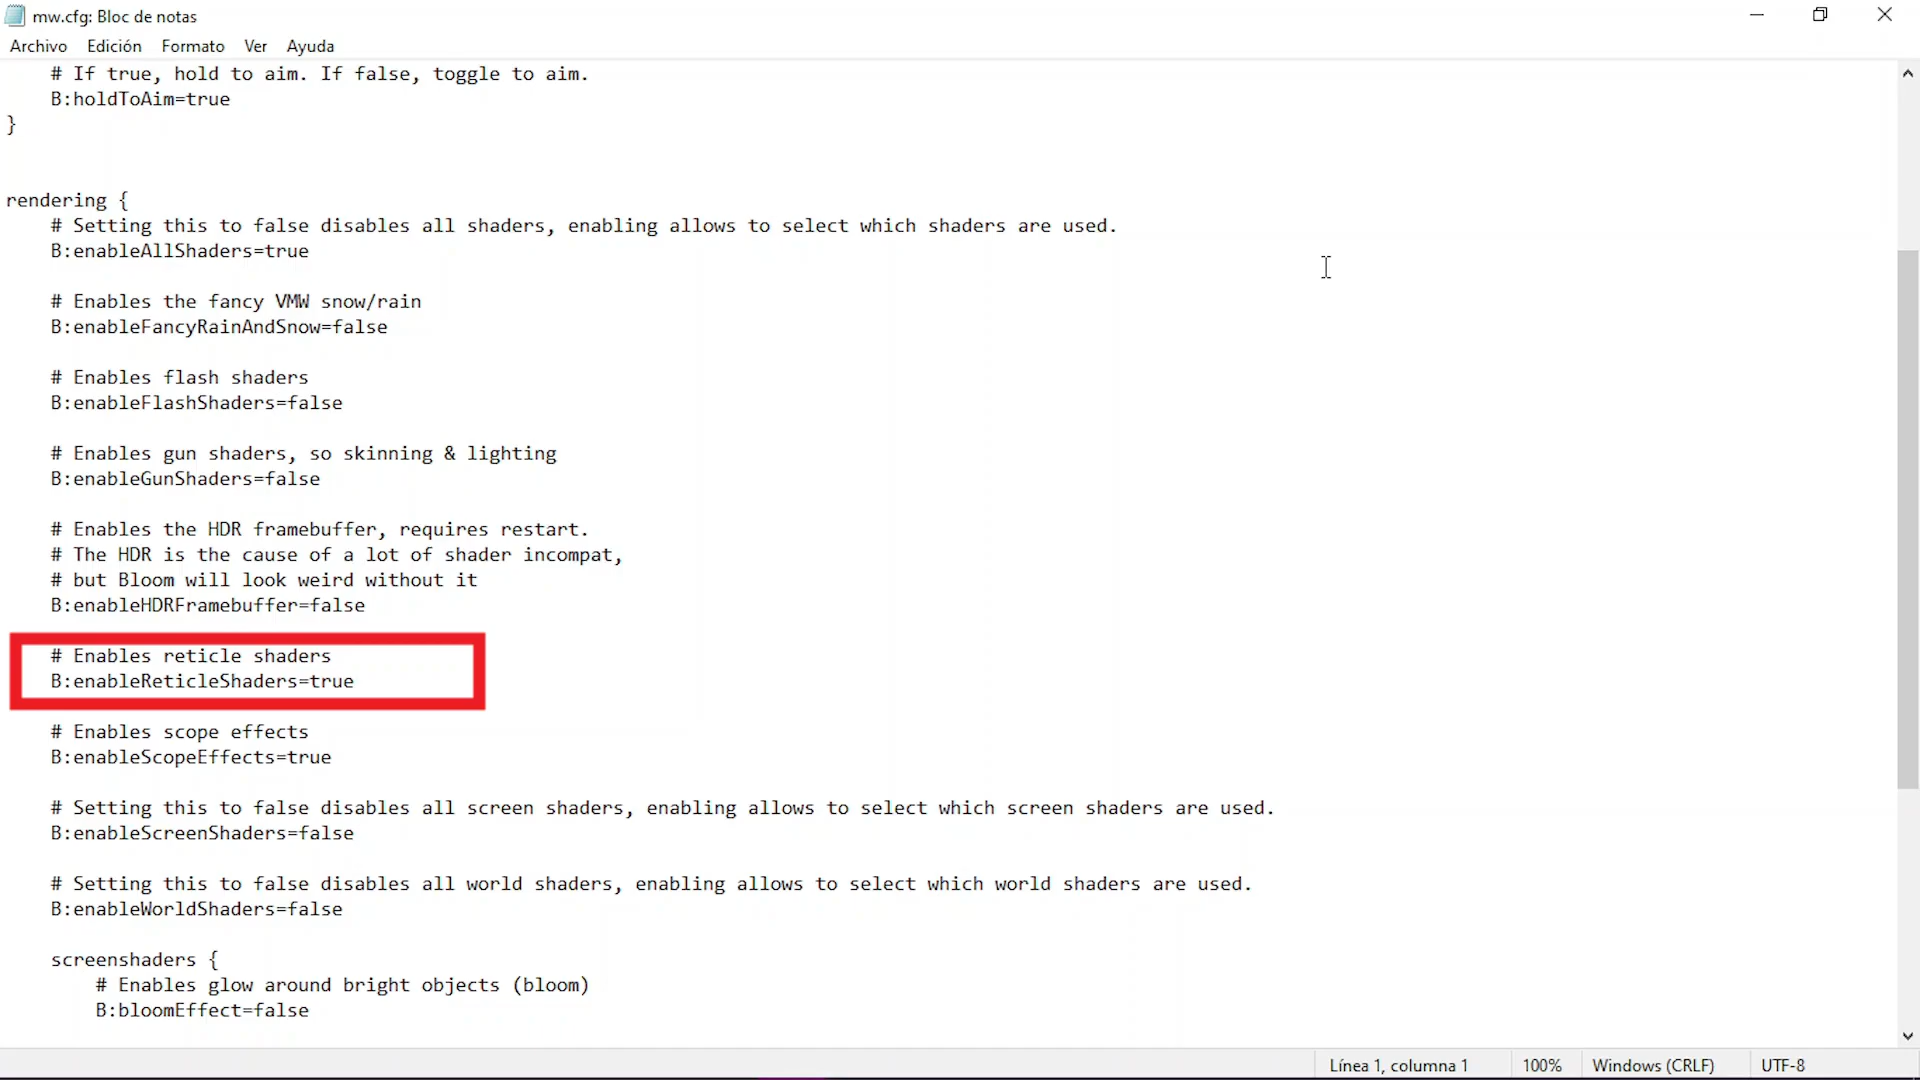 mw.cfg: Bloc de notas
Archivo Edición Formato Ver Ayuda
# If true, hold to aim. If false, toggle to aim.
B:holdToAim=true
}
rendering {
# Setting this to false disables all shaders, enabling allows to select which shaders are used.
B:enableAllShaders=true
# Enables the fancy VMW snow/rain
B:enableFancyRainAndSnow=false
# Enables flash shaders
B:enableFlashShaders=false
# Enables gun shaders, so skinning & lighting
B:enableGunShaders=false
# Enables the HDR framebuffer, requires restart.
# The HDR is the cause of a lot of shader incompat,
# but Bloom will look weird without it
B:enableHDRFramebuffer=false
# Enables reticle shaders
B:enableReticleShaders=true
# Enables scope effects
B:enableScopeEffects=true
# Setting this to false disables all screen shaders, enabling allows to select which screen shaders are used.
B:enableScreenShaders=false
# Setting this to false disables all world shaders, enabling allows to select which world shaders are used.
B:enableWorldShaders=false
screenshaders {
# Enables glow around bright objects (bloom)
B:bloomEffect=false
Línea 1, columna 1 100% Windows (CRLF) UTF-8